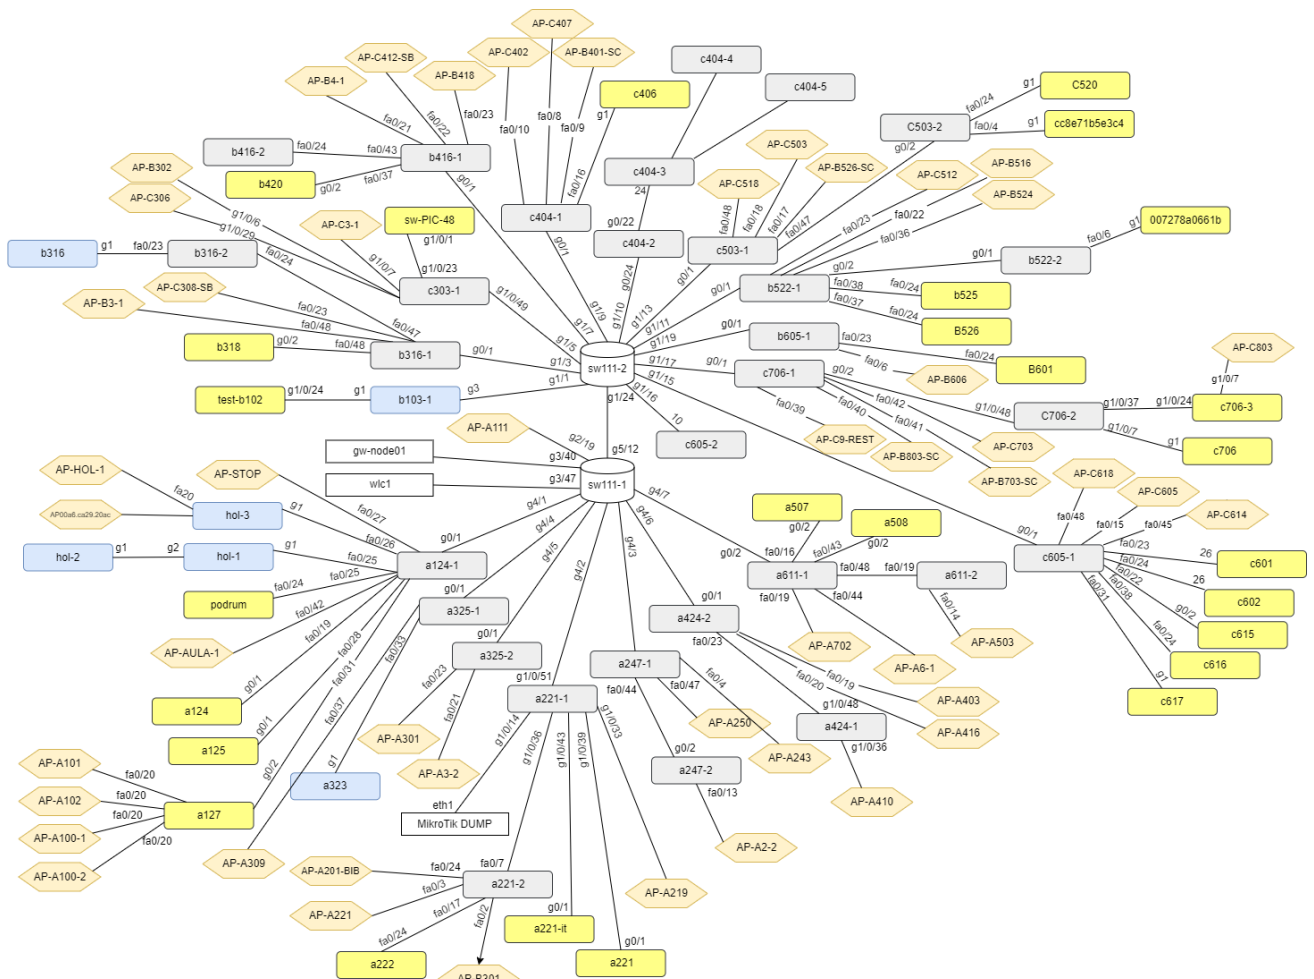 AP-C407
AP-C402
AP-B401-SC
AP-C412-SB
AP-B4-1
AP-B418
c404-4
c404-5
c406
g1
C520
g1
fa0/24
cc8e71b5e3c4
g1
fa0/4
C503-2
g0/2
fa0/23
fa0/22
fa0/21
fa0/10
fa0/8
fa0/9
fa0/16
b416-2
fa0/24
fa0/43
b416-1
b420
g0/2
fa0/37
g0/1
AP-B302
AP-C306
g1/0/6
g1/0/29
AP-C3-1
g1/0/7
sw-PIC-48
g1/0/1
g1/0/23
c303-1
g1/0/49
c404-1
g0/1
c404-3
24
g0/22
c404-2
g0/24
AP-C503
AP-C518
AP-B526-SC
fa0/48
fa0/18
fa0/17
fa0/47
c503-1
g0/1
AP-C512
AP-B516
AP-B524
fa0/23
fa0/22
fa0/36
b522-1
g0/1
g0/2
g0/1
b522-2
fa0/6
g1
007278a0661b
fa0/38
fa0/24
b525
fa0/37
fa0/24
B526
b316
g1
fa0/23
b316-2
fa0/24
AP-C308-SB
AP-B3-1
fa0/23
fa0/48
fa0/47
b318
g0/2
fa0/48
b316-1
g0/1
test-b102
g1/0/24
g1
b103-1
g3
g1/7
g1/9
g1/10
g1/13
g1/11
g1/19
g1/5
g1/3
g1/1
sw111-2
g1/17
g1/15
g1/16
g1/24
10
c605-2
g0/1
b605-1
fa0/23
fa0/24
B601
fa0/6
AP-B606
g0/1
c706-1
g0/2
fa0/42
fa0/40
fa0/41
fa0/39
AP-C9-REST
AP-B803-SC
AP-C703
AP-B703-SC
g1/0/48
C706-2
g1/0/37
g1/0/24
c706-3
g1/0/7
AP-C803
g1/0/7
g1
c706
AP-A111
g2/19
g5/12
gw-node01
g3/40
wlc1
g3/47
sw111-1
g4/1
g4/4
g4/5
g4/2
g4/3
g4/6
g4/7
AP-HOL-1
fa20
AP00a6.ca29.20ac
hol-3
g1
AP-STOP
fa0/27
fa0/26
hol-2
g1
g2
hol-1
g1
fa0/25
a124-1
g0/1
podrum
fa0/24
fa0/25
AP-AULA-1
fa0/42
fa0/19
fa0/28
fa0/31
fa0/37
fa0/33
a124
g0/1
a125
g0/1
g0/2
a323
g1
AP-A309
AP-A101
fa0/20
AP-A102
fa0/20
AP-A100-1
fa0/20
AP-A100-2
fa0/20
a127
g0/1
a325-1
g0/1
a325-2
fa0/23
fa0/21
AP-A301
AP-A3-2
g1/0/51
a221-1
g1/0/14
g1/0/36
g1/0/43
g1/0/39
g1/0/33
eth1
MikroTik DUMP
AP-A201-BIB
fa0/24
fa0/7
a221-2
AP-A221
fa0/3
fa0/17
fa0/2
fa0/24
a222
AP-B301
g0/1
a221-it
g0/1
a221
AP-A219
a247-1
fa0/44
fa0/47
fa0/4
AP-A250
AP-A243
g0/2
a247-2
fa0/13
AP-A2-2
g0/1
a424-2
fa0/23
fa0/20
fa0/19
AP-A403
AP-A416
g1/0/48
a424-1
g1/0/36
AP-A410
a507
g0/2
a508
g0/2
g0/2
fa0/16
fa0/43
a611-1
fa0/48
fa0/19
a611-2
fa0/19
fa0/44
fa0/14
AP-A702
AP-A6-1
AP-A503
AP-C618
AP-C605
AP-C614
fa0/48
fa0/15
fa0/45
g0/1
c605-1
fa0/23
fa0/24
fa0/22
fa0/38
fa0/31
26
c601
26
c602
g0/2
c615
fa0/24
c616
g1
c617